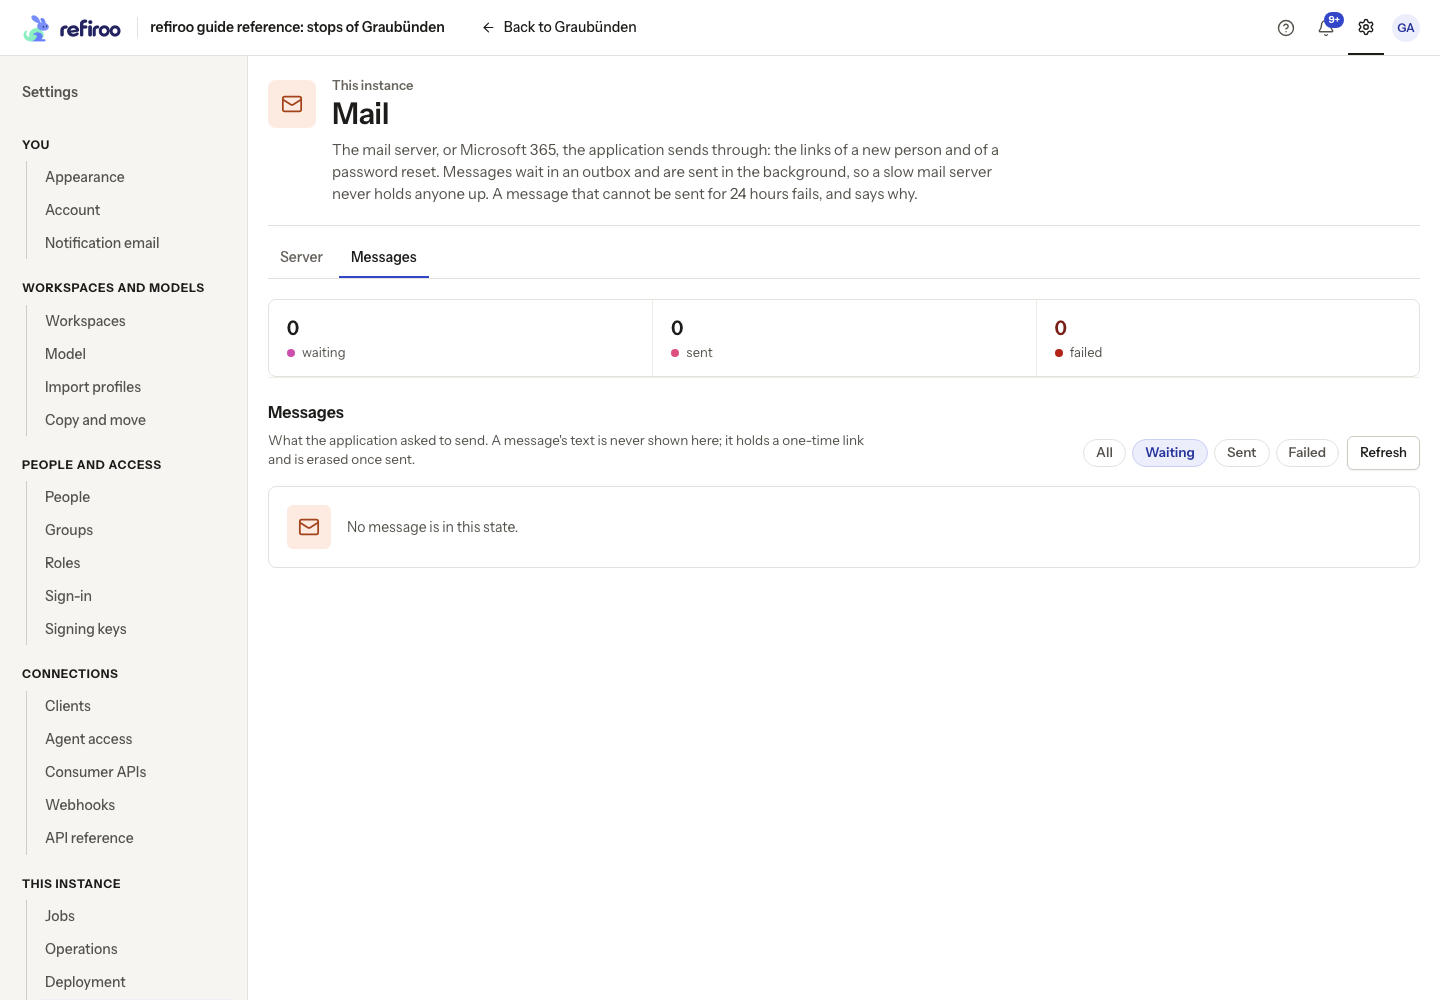 refiroo
refiroo guide reference: stops of Graubünden
Back to Graubünden
9+
GA
Settings
YOU
Appearance
Account
Notification email
WORKSPACES AND MODELS
Workspaces
Model
Import profiles
Copy and move
PEOPLE AND ACCESS
People
Groups
Roles
Sign-in
Signing keys
CONNECTIONS
Clients
Agent access
Consumer APIs
Webhooks
API reference
THIS INSTANCE
Jobs
Operations
Deployment
This instance
Mail
The mail server, or Microsoft 365, the application sends through: the links of a new person and of a
password reset. Messages wait in an outbox and are sent in the background, so a slow mail server
never holds anyone up. A message that cannot be sent for 24 hours fails, and says why.
Server
Messages
0
waiting
0
sent
0
failed
Messages
What the application asked to send. A message's text is never shown here; it holds a one-time link
and is erased once sent.
All
Waiting
Sent
Failed
Refresh
No message is in this state.